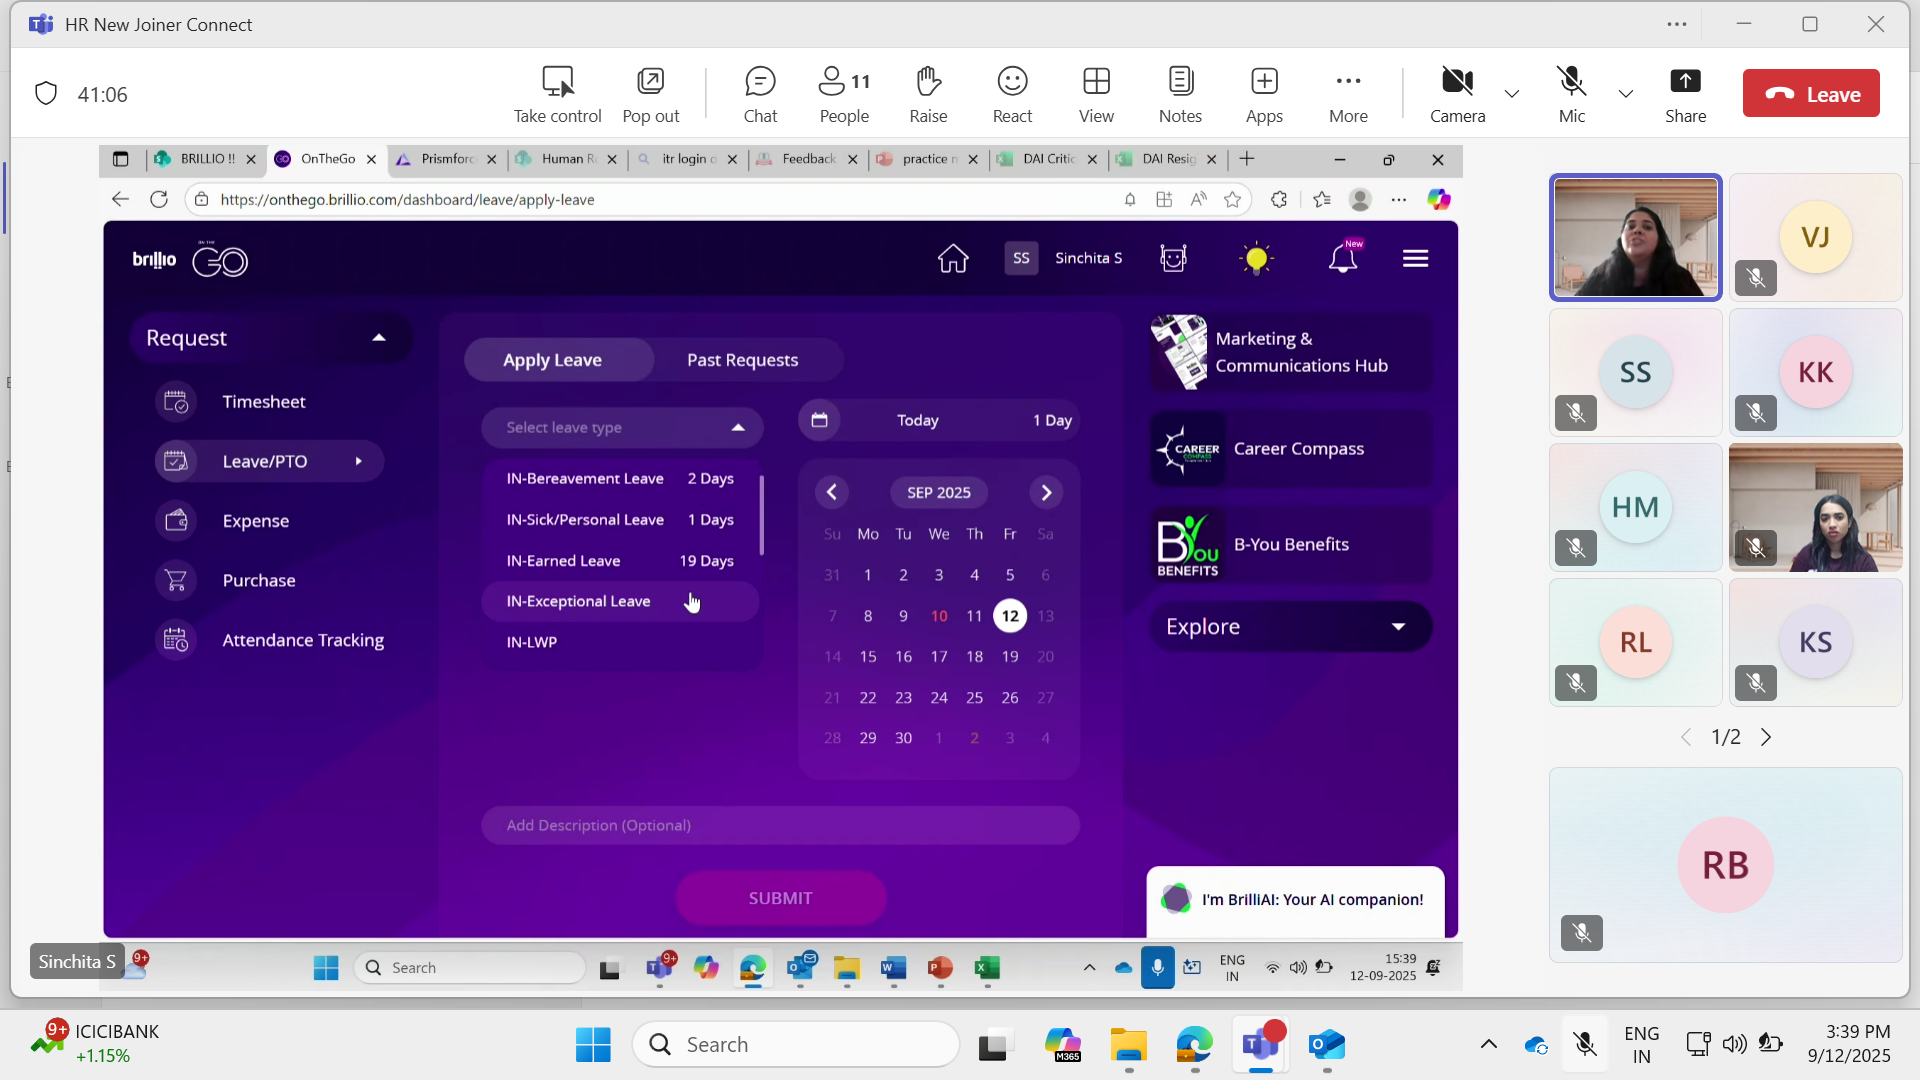 HR New Joiner Connect
41:06
Take control
Pop out
Chat
11
People
Raise
React
View
Notes
Apps
More
Camera
Mic
Share
Leave
BRILLIO !!
OnTheGo
Prismforc
Human R
itr login
Feedback
practice
DAI Critic
DAI Resig
https://onthego.brillio.com/dashboard/leave/apply-leave
brillio
ON THE
GO
SS
Sinchita S
New
Request
Timesheet
Leave/PTO
Expense
Purchase
Attendance Tracking
Apply Leave
Past Requests
Select leave type
IN-Bereavement Leave 2 Days
IN-Sick/Personal Leave 1 Days
IN-Earned Leave 19 Days
IN-Exceptional Leave
IN-LWP
Today 1 Day
SEP 2025
Su Mo Tu We Th Fr Sa
31 1 2 3 4 5 6
7 8 9 10 11 12 13
14 15 16 17 18 19 20
21 22 23 24 25 26 27
28 29 30 1 2 3 4
Add Description (Optional)
SUBMIT
Marketing &
Communications Hub
CAREER
Career Compass
B You
BENEFITS
B-You Benefits
Explore
I'm BrilliAI: Your AI companion!
Sinchita S
9+
Search
9+
ENG
IN
15:39
12-09-2025
VJ
SS
KK
HM
RL
KS
1/2
RB
9+
ICICIBANK
+1.15%
Search
M365
ENG
IN
3:39 PM
9/12/2025